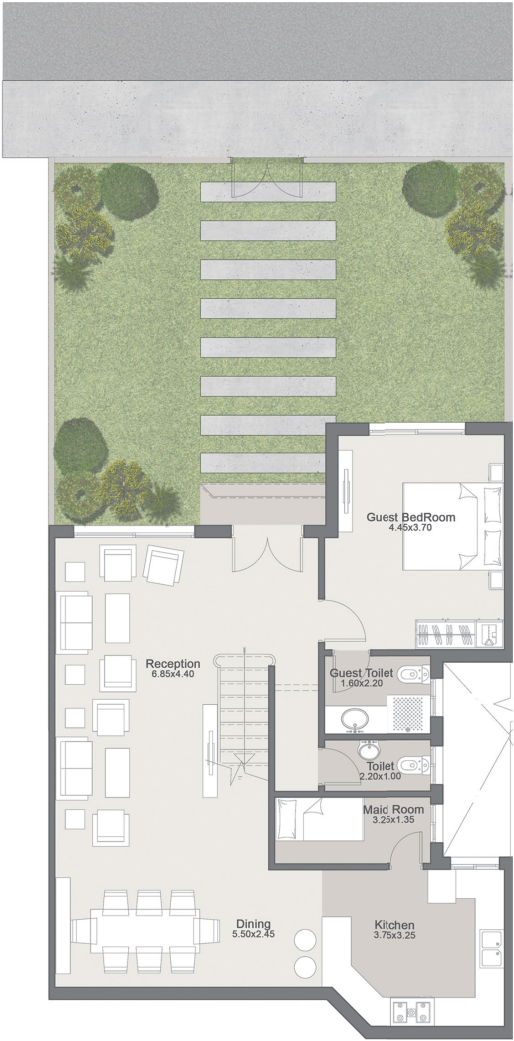 Guest BedRoom
4.45x3.70
Reception
6.85x4.40
Guest Toilet
1.60x2.20
Toilet
2.20x1.00
Maid Room
3.25x1.35
Dining
5.50x2.45
Kitchen
3.75x3.25